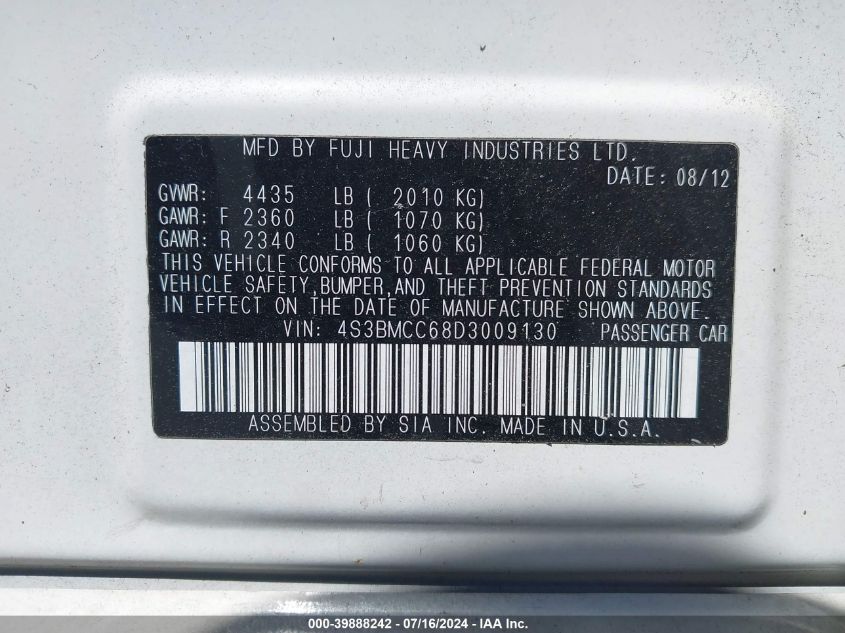 MFD BY FUJI HEAVY INDUSTRIES LTD.
DATE: 08/12
GVWR: 4435 LB ( 2010 KG)
GAWR: F 2360 LB ( 1070 KG)
GAWR: R 2340 LB ( 1060 KG)
THIS VEHICLE CONFORMS TO ALL APPLICABLE FEDERAL MOTOR
VEHICLE SAFETY,BUMPER,AND THEFT PREVENTION STANDARDS
IN EFFECT ON THE DATE OF MANUFACTURE SHOWN ABOVE.
VIN: 4S3BMCC68D3009130 PASSENGER CAR
ASSEMBLED BY SIA INC. MADE IN U.S.A.
000-39888242 - 07/16/2024 - IAA Inc.